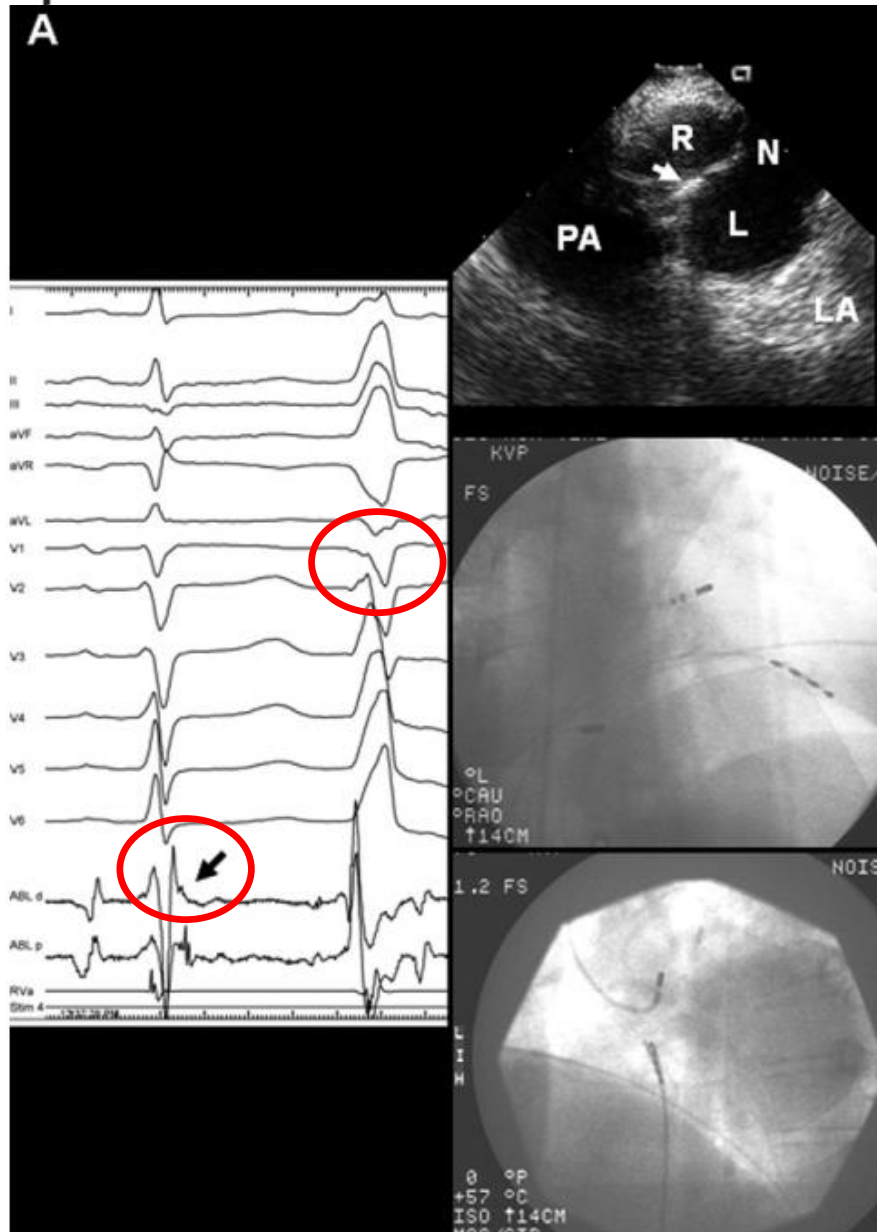 A
R
N
PA
L
LA
I
II
III
aVF
aVR
aVL
V1
V2
V3
V4
V5
V6
ABL d
ABL p
RVa
Stim 4
KVP
NOISE/
FS
°L
°CAU
°RAO
↑14CM
NOIS
1.2 FS
L
I
H
0 °P
+57 °C
ISO ↑14CM